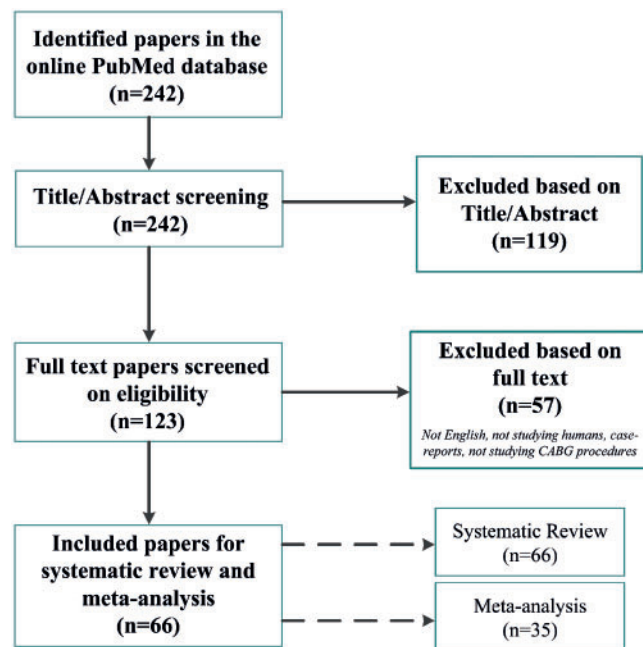 Identified papers in the
online PubMed database
(n=242)
Title/Abstract screening
(n=242)
Excluded based on
Title/Abstract
(n=119)
Full text papers screened
on eligibility
(n=123)
Excluded based on
full text
(n=57)
Not English, not studying humans, case-
reports, not studying CABG procedures
Included papers for
systematic review and
meta-analysis
(n=66)
Systematic Review
(n=66)
Meta-analysis
(n=35)